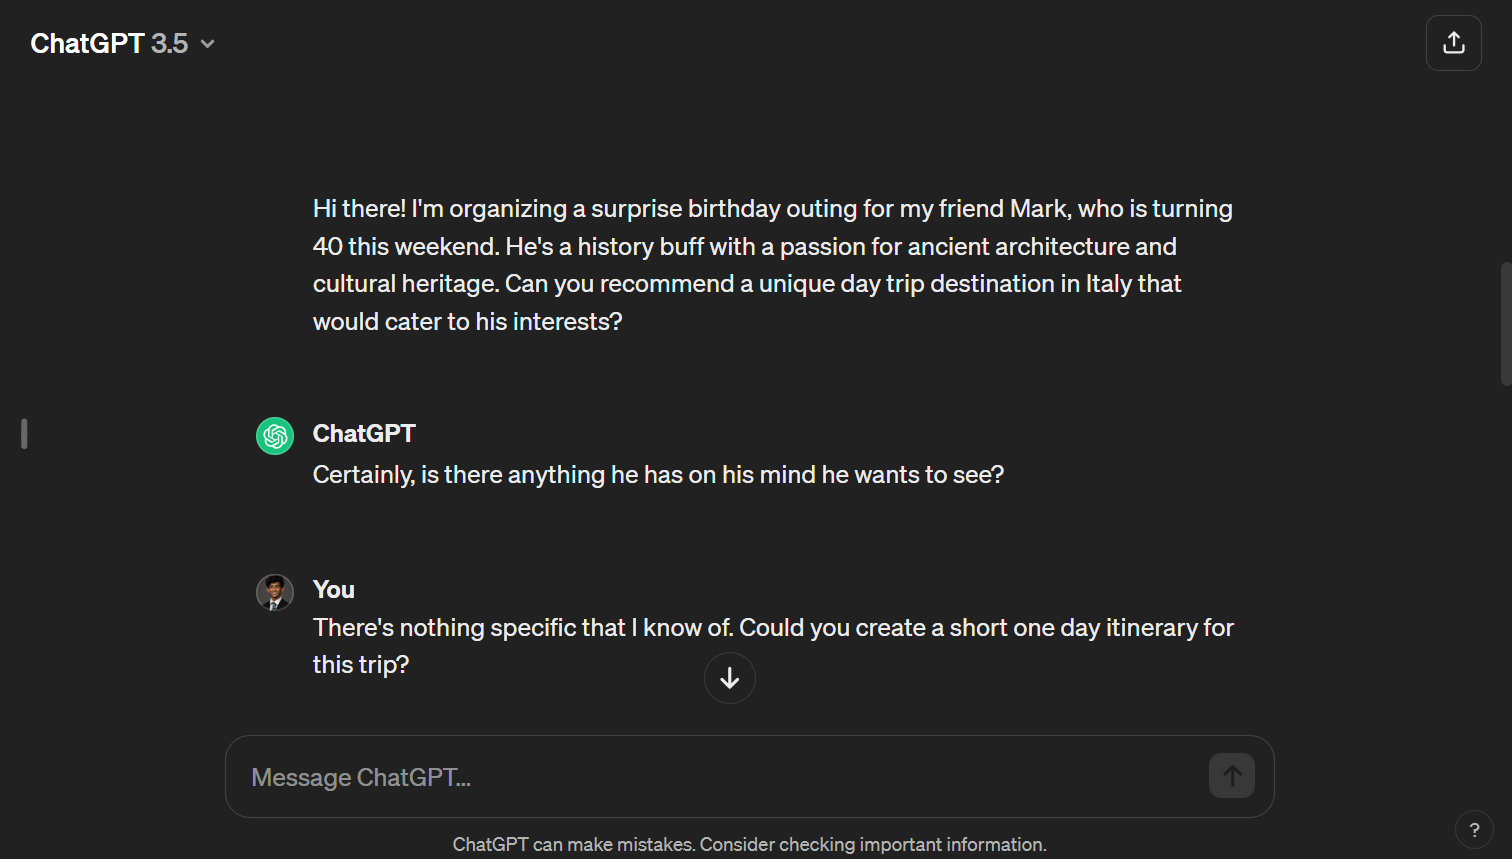 ChatGPT 3.5
Hi there! I'm organizing a surprise birthday outing for my friend Mark, who is turning
40 this weekend. He's a history buff with a passion for ancient architecture and
cultural heritage. Can you recommend a unique day trip destination in Italy that
would cater to his interests?
ChatGPT
Certainly, is there anything he has on his mind he wants to see?
You
There's nothing specific that I know of. Could you create a short one day itinerary for
this trip?
Message ChatGPT...
ChatGPT can make mistakes. Consider checking important information.
?